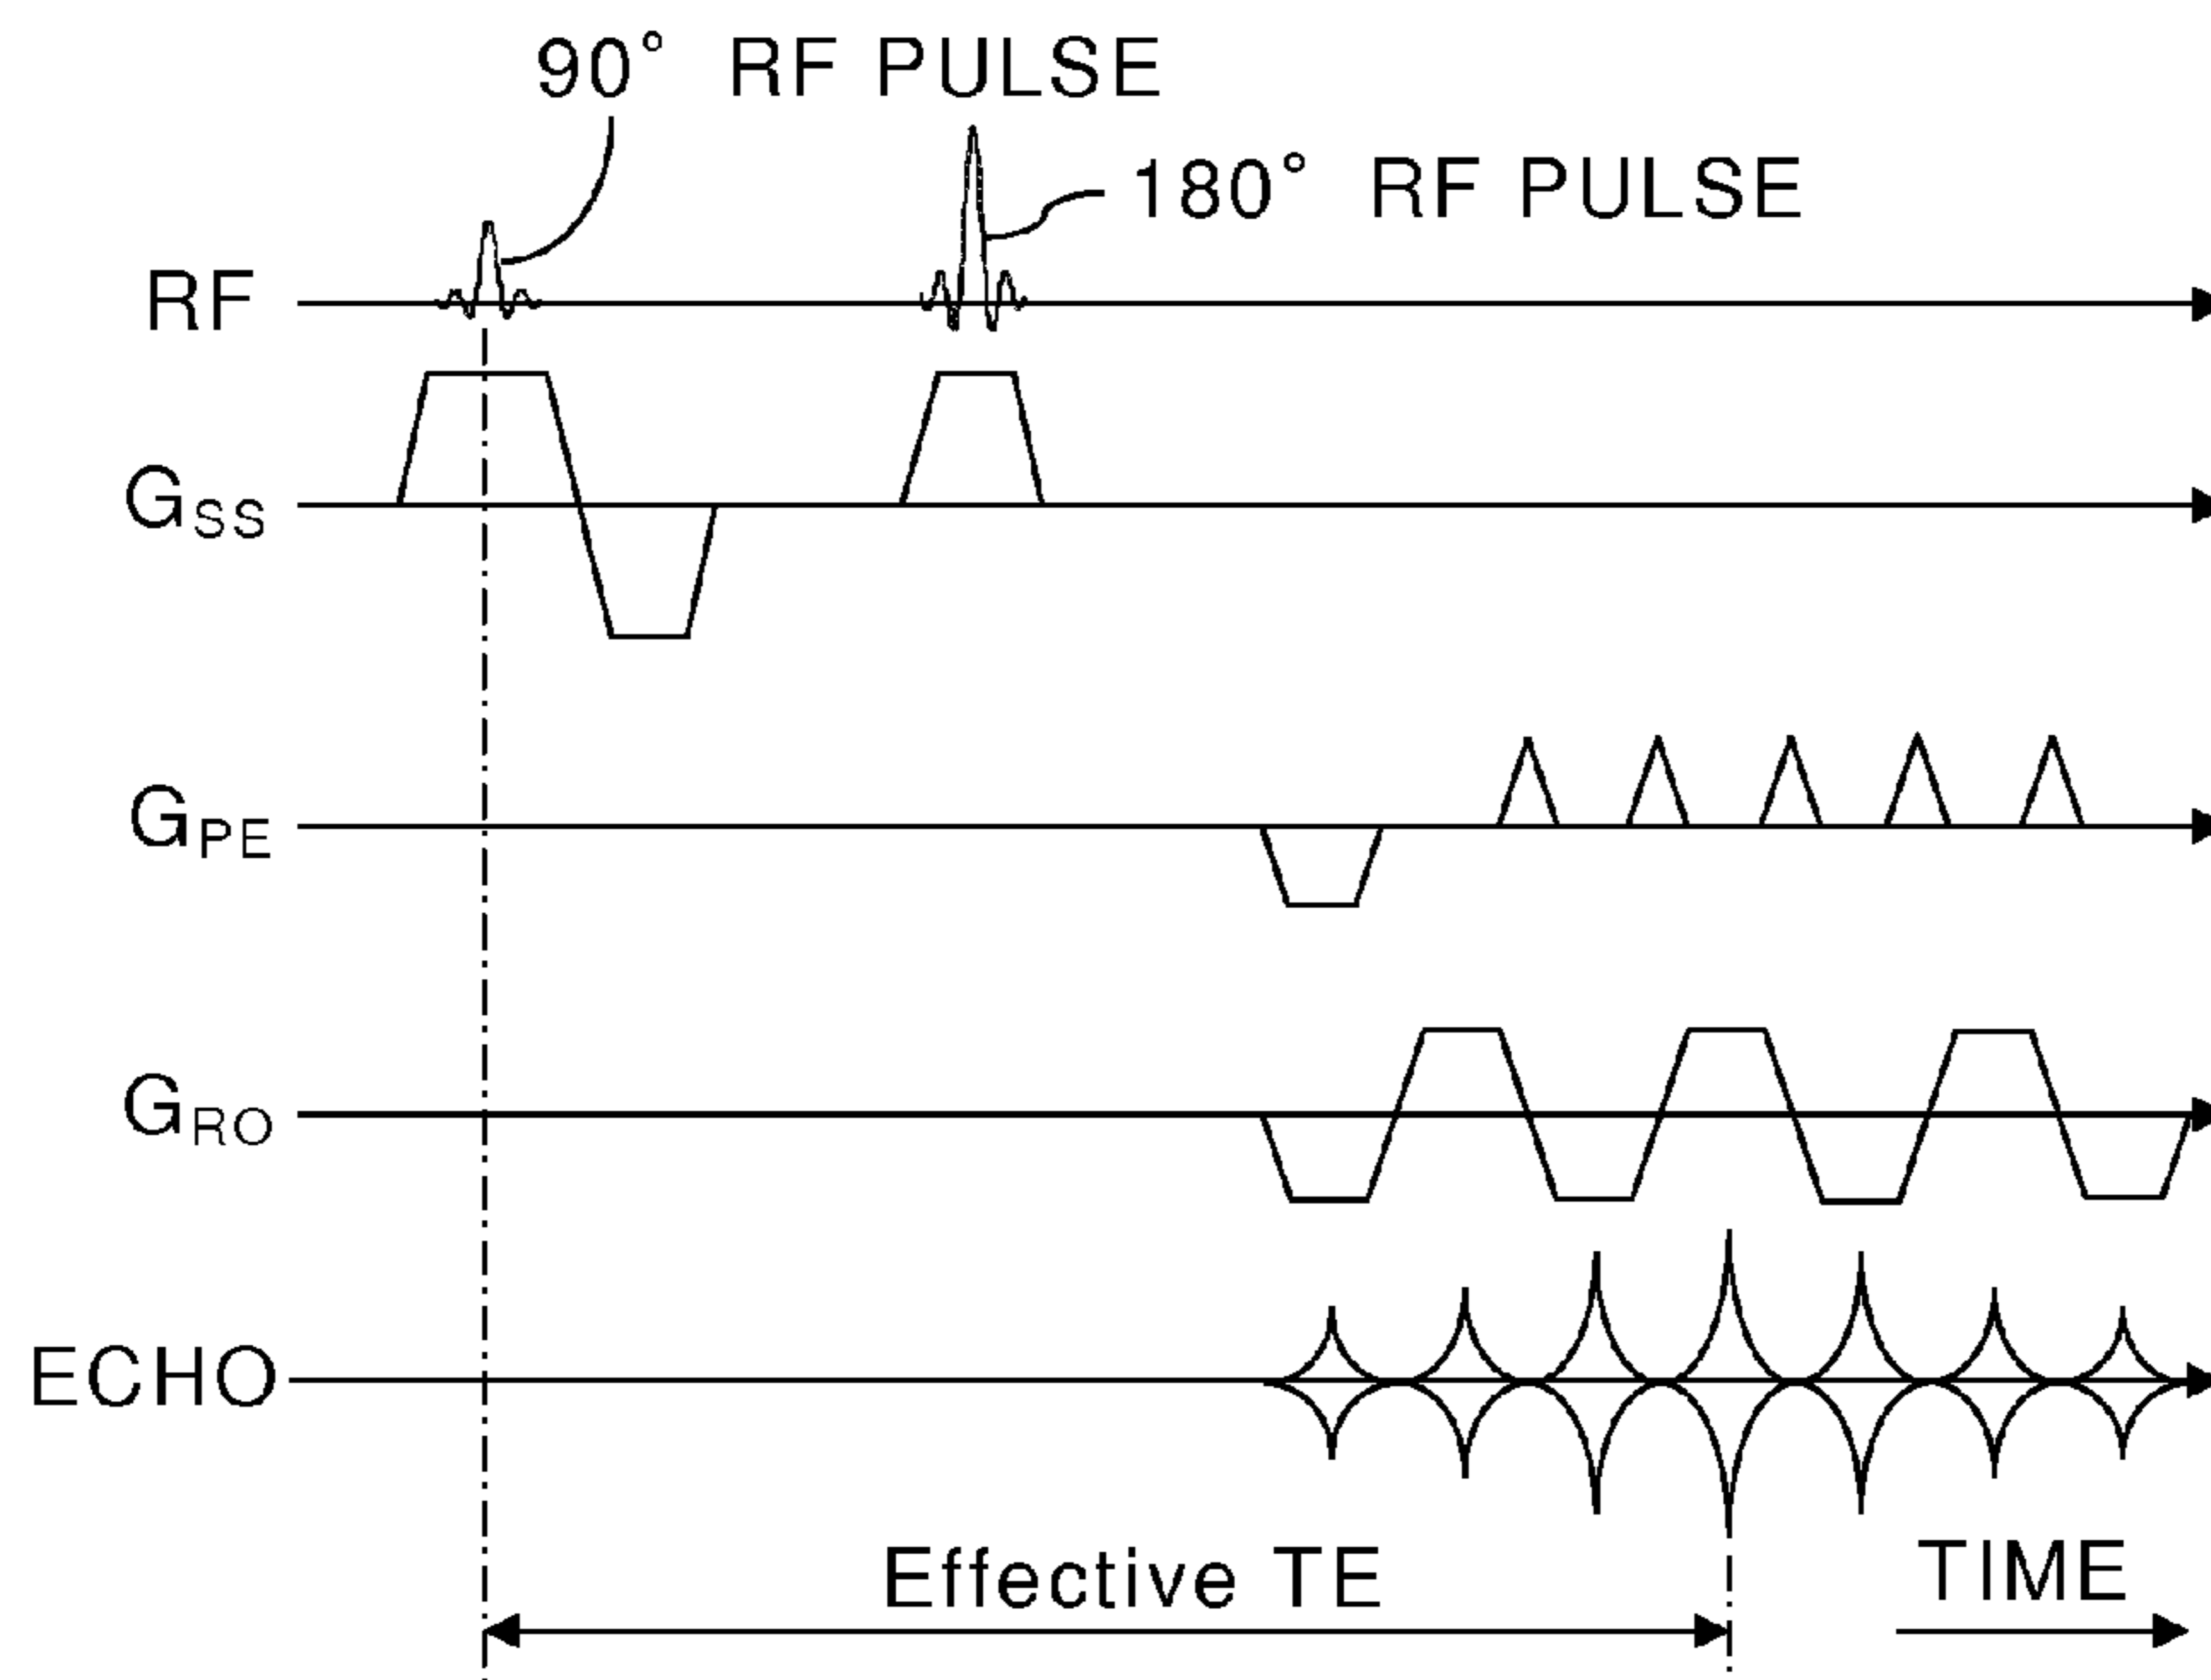 90° RF PULSE
180° RF PULSE
RF
GSS
GPE
GRO
ECHO
Effective TE
TIME